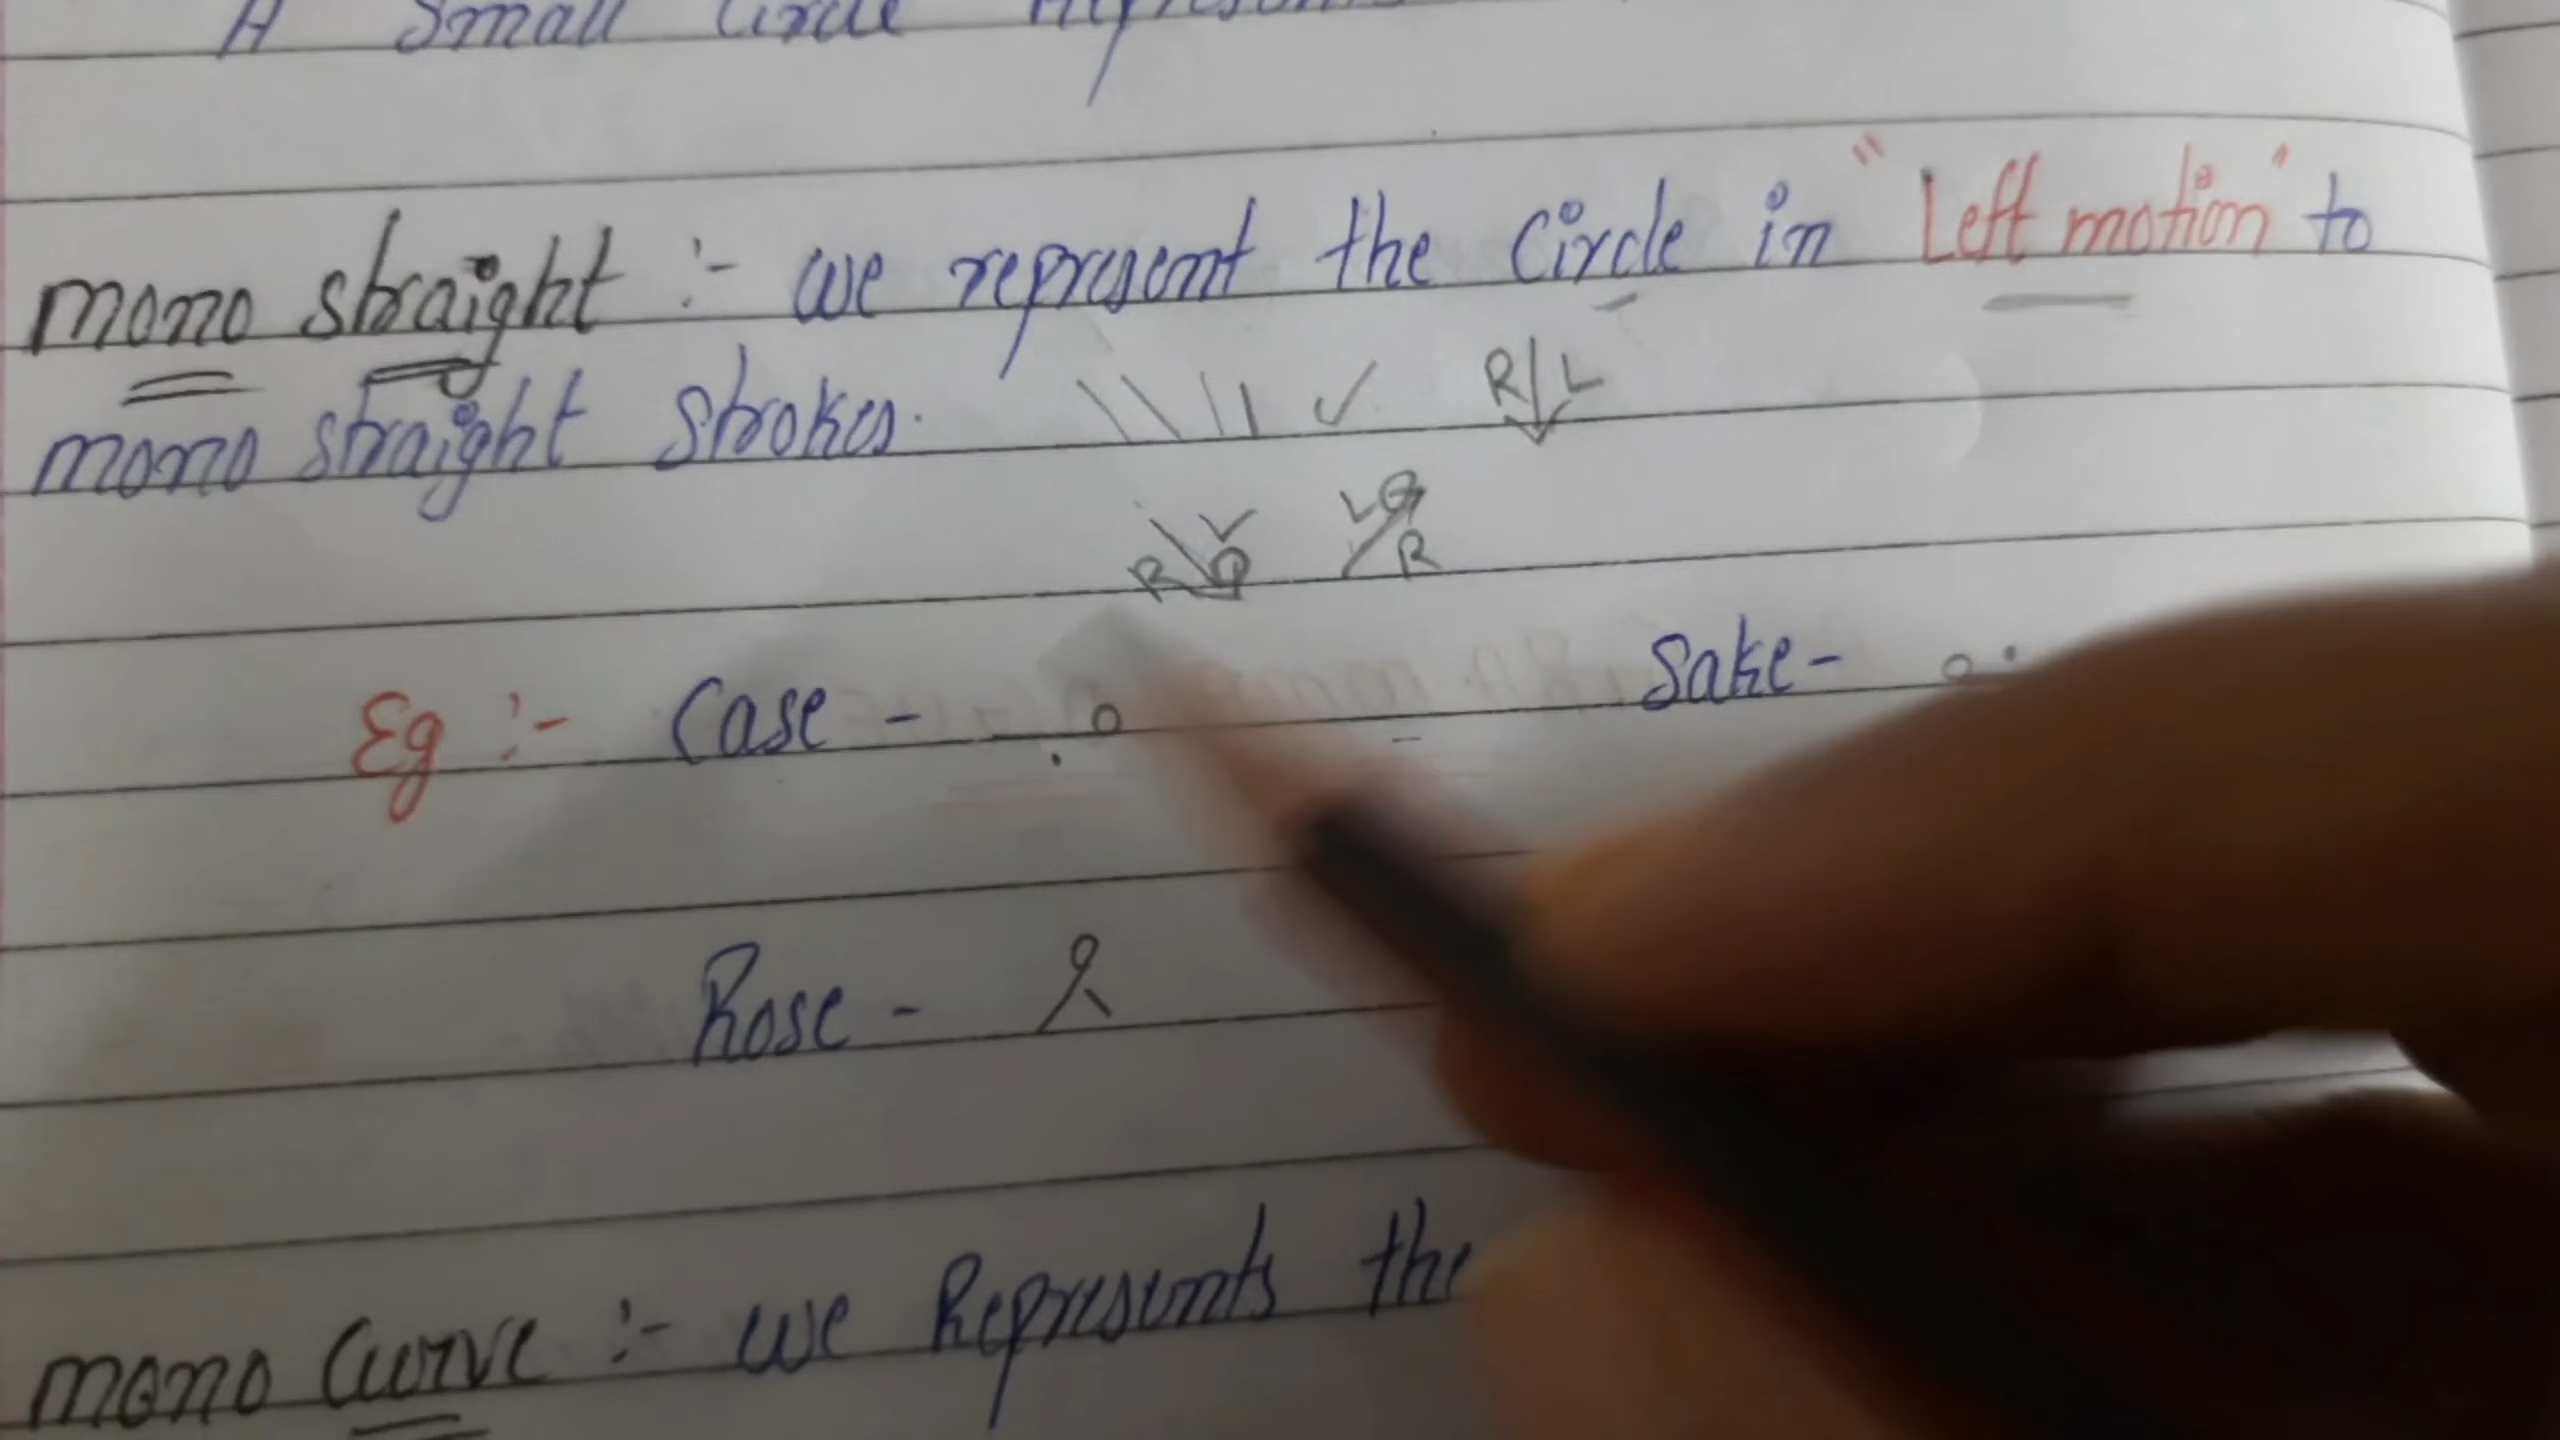 A Small Circle
mono straight :- we represent the Circle in "Left motion" to
mono straight strokes. R L
R L L R
Eg :- Case - Sake -
Rose -
mono Curve :- we Represents the